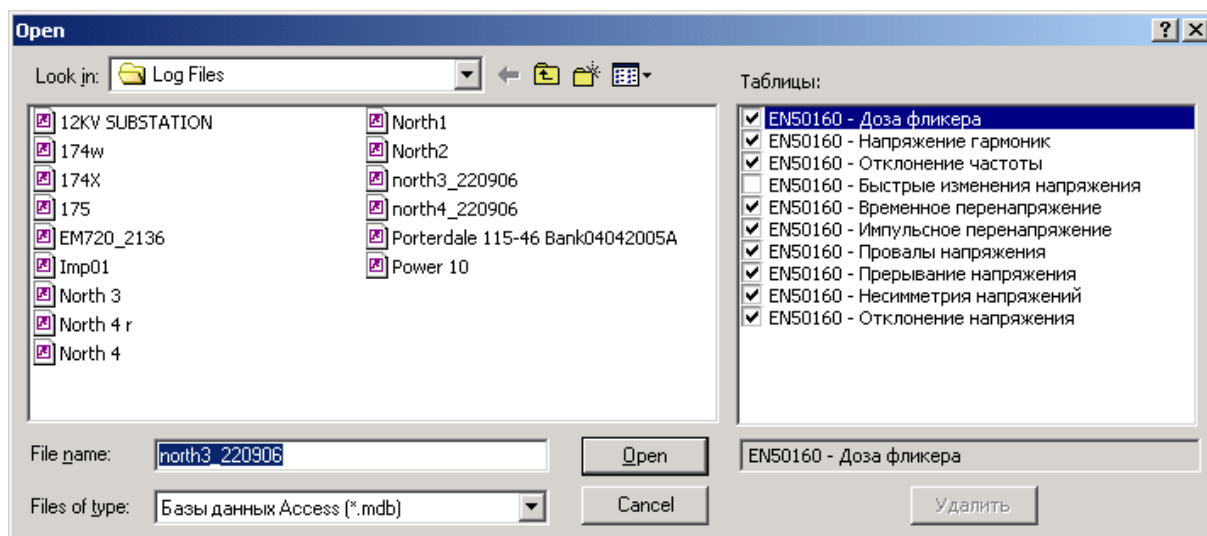 Open
Look in: Log Files
Таблицы:
12KV SUBSTATION
174w
174X
175
EM720_2136
Imp01
North 3
North 4 r
North 4
North1
North2
north3_220906
north4_220906
Porterdale 115-46 Bank04042005A
Power 10
EN50160 - Доза фликера
EN50160 - Напряжение гармоник
EN50160 - Отклонение частоты
EN50160 - Быстрые изменения напряжения
EN50160 - Временное перенапряжение
EN50160 - Импульсное перенапряжение
EN50160 - Провалы напряжения
EN50160 - Прерывание напряжения
EN50160 - Несимметрия напряжений
EN50160 - Отклонение напряжения
File name: north3_220906
Open
EN50160 - Доза фликера
Files of type: Базы данных Access (*.mdb)
Cancel
Удалить